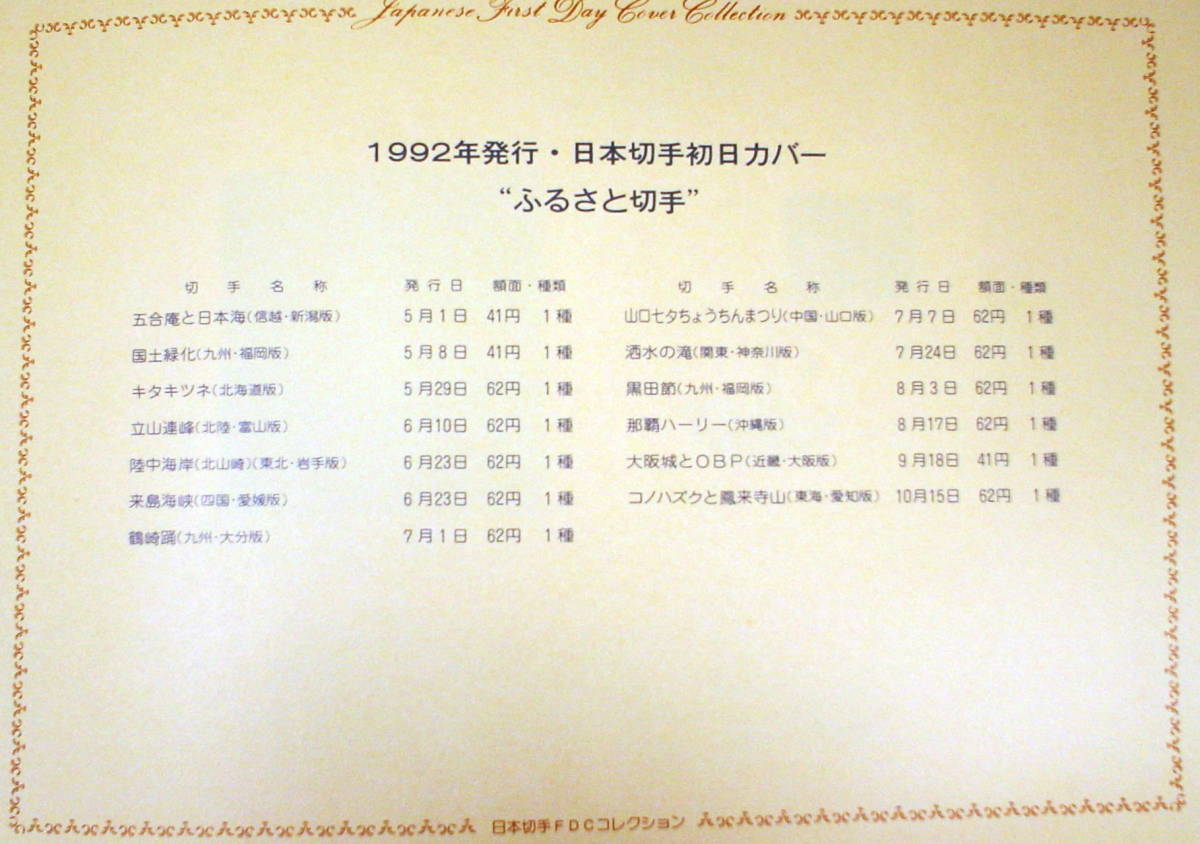 Japanese First Day Cover Collection
1992年発行・日本切手初日カバー
“ふるさと切手”
切手名称 発行日 額面・種類
五合庵と日本海(信越・新潟版) 5月1日 41円 1種
国土緑化(九州・福岡版) 5月8日 41円 1種
キタキツネ(北海道版) 5月29日 62円 1種
立山連峰(北陸・富山版) 6月10日 62円 1種
陸中海岸(北山崎)(東北・岩手版) 6月23日 62円 1種
来島海峡(四国・愛媛版) 6月23日 62円 1種
鶴崎踊(九州・大分版) 7月1日 62円 1種
切手名称 発行日 額面・種類
山口七夕ちょうちんまつり(中国・山口版) 7月7日 62円 1種
洒水の滝(関東・神奈川版) 7月24日 62円 1種
黒田節(九州・福岡版) 8月3日 62円 1種
那覇ハーリー(沖縄版) 8月17日 62円 1種
大阪城とOBP(近畿・大阪版) 9月18日 41円 1種
コノハズクと鳳来寺山(東海・愛知版) 10月15日 62円 1種
日本切手FDCコレクション